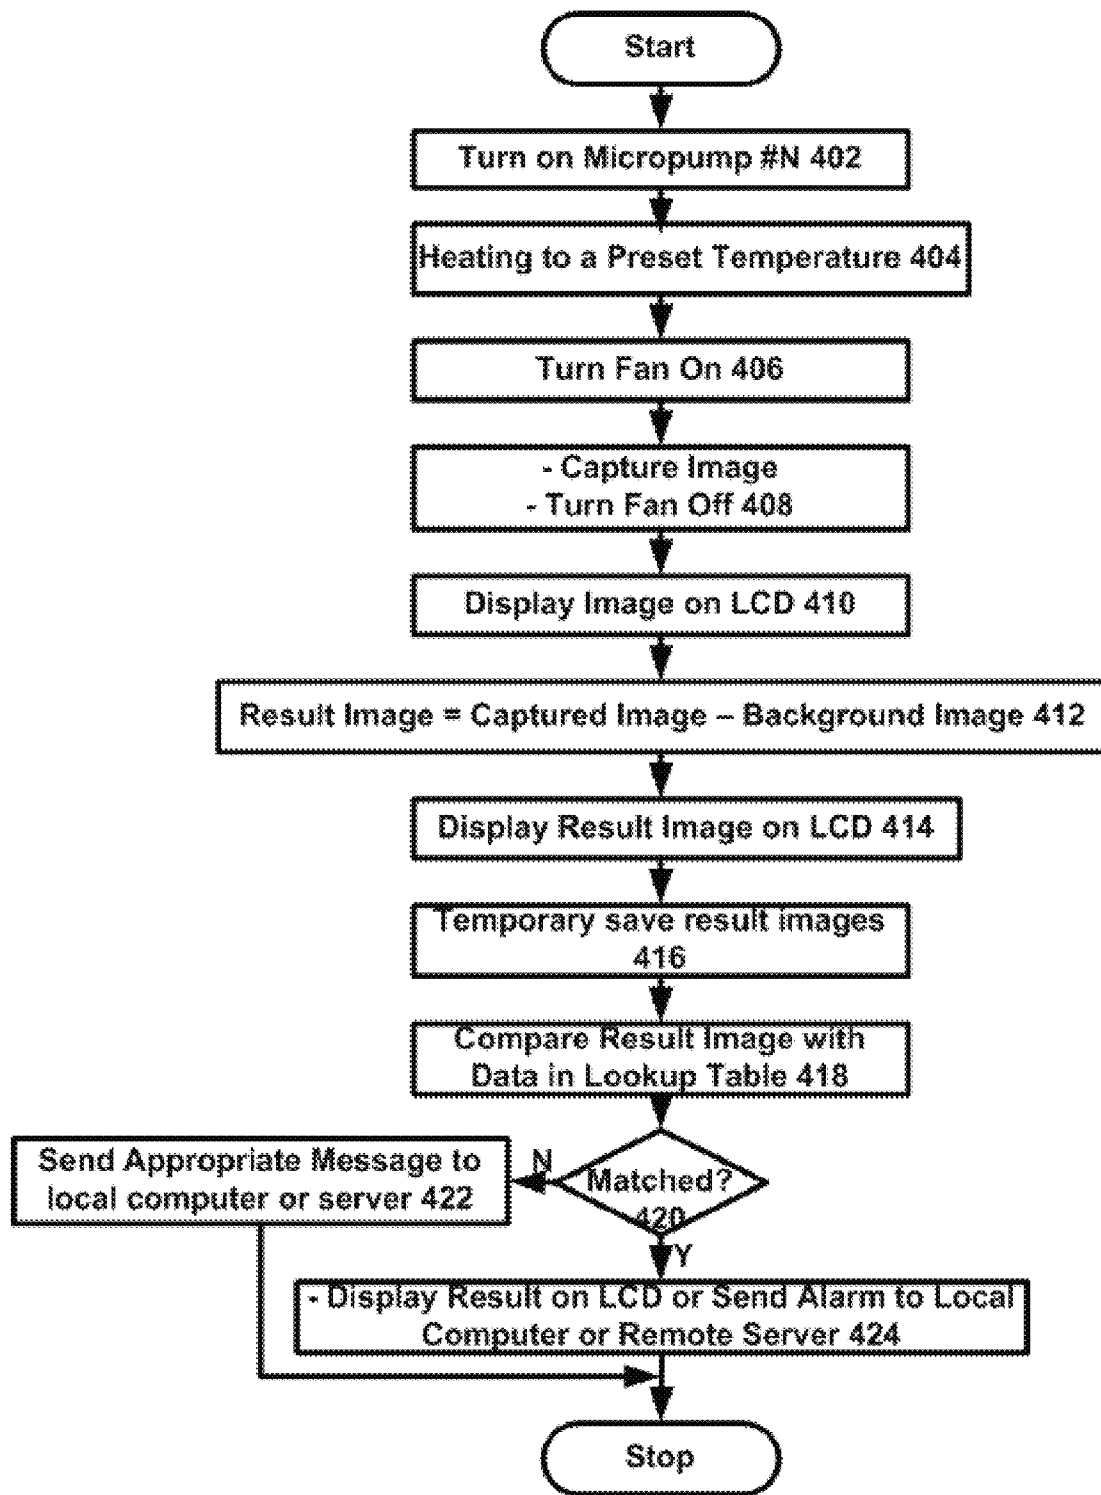 Start
Turn on Micropump #N 402
Heating to a Preset Temperature 404
Turn Fan On 406
- Capture Image
- Turn Fan Off 408
Display Image on LCD 410
Result Image = Captured Image – Background Image 412
Display Result Image on LCD 414
Temporary save result images
416
Compare Result Image with
Data in Lookup Table 418
Matched?
420
N
Send Appropriate Message to
local computer or server 422
Y
- Display Result on LCD or Send Alarm to Local
Computer or Remote Server 424
Stop